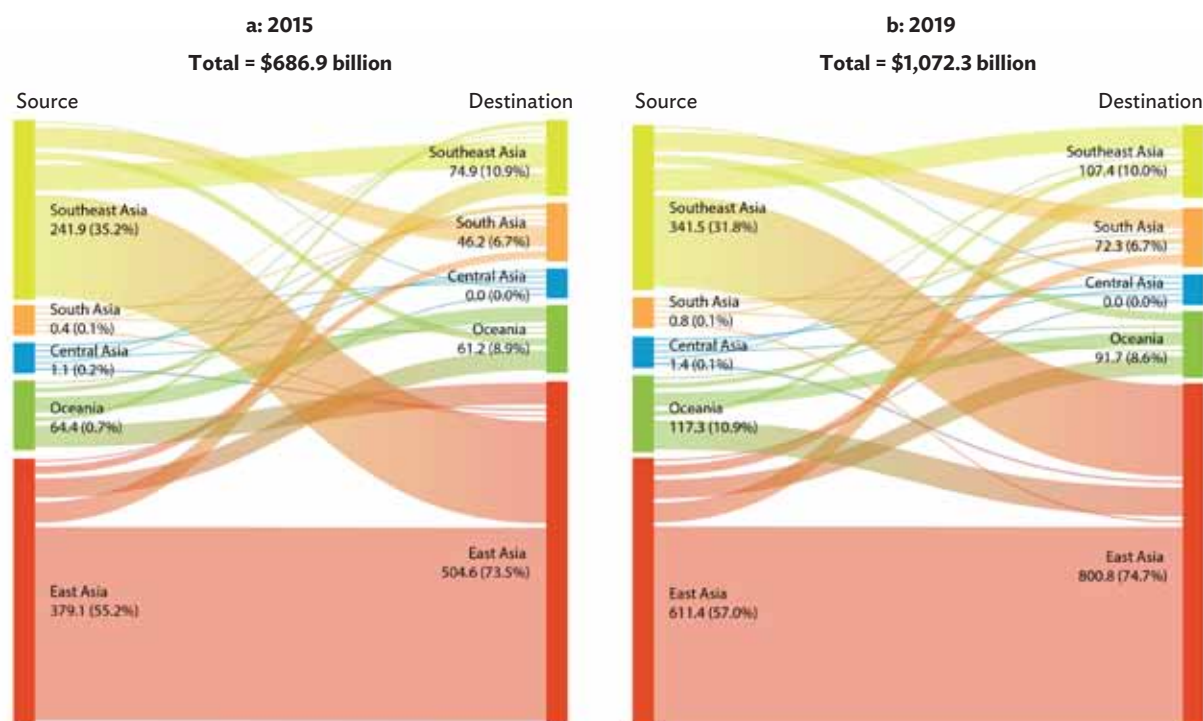 a: 2015
Total = $686.9 billion
Source
Destination
Southeast Asia
74.9 (10.9%)
Southeast Asia
241.9 (35.2%)
South Asia
46.2 (6.7%)
Central Asia
0.0 (0.0%)
South Asia
0.4 (0.1%)
Oceania
61.2 (8.9%)
Central Asia
1.1 (0.2%)
Oceania
64.4 (0.7%)
East Asia
504.6 (73.5%)
East Asia
379.1 (55.2%)
b: 2019
Total = $1,072.3 billion
Source
Destination
Southeast Asia
107.4 (10.0%)
Southeast Asia
341.5 (31.8%)
South Asia
72.3 (6.7%)
Central Asia
0.0 (0.0%)
South Asia
0.8 (0.1%)
Oceania
91.7 (8.6%)
Central Asia
1.4 (0.1%)
Oceania
117.3 (10.9%)
East Asia
800.8 (74.7%)
East Asia
611.4 (57.0%)